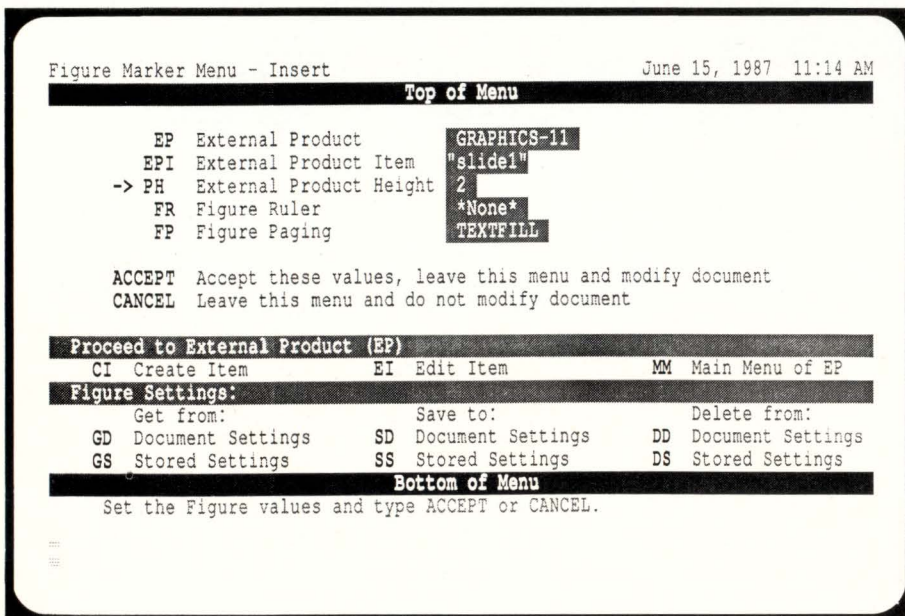 Figure Marker Menu - Insert June 15, 1987 11:14 AM
Top of Menu
EP External Product GRAPHICS-11
EPI External Product Item "slide1"
-> PH External Product Height 2
FR Figure Ruler *None*
FP Figure Paging TEXTFILL
ACCEPT Accept these values, leave this menu and modify document
CANCEL Leave this menu and do not modify document
Proceed to External Product (EP)
CI Create Item EI Edit Item MM Main Menu of EP
Figure Settings:
Get from: Save to: Delete from:
GD Document Settings SD Document Settings DD Document Settings
GS Stored Settings SS Stored Settings DS Stored Settings
Bottom of Menu
Set the Figure values and type ACCEPT or CANCEL.